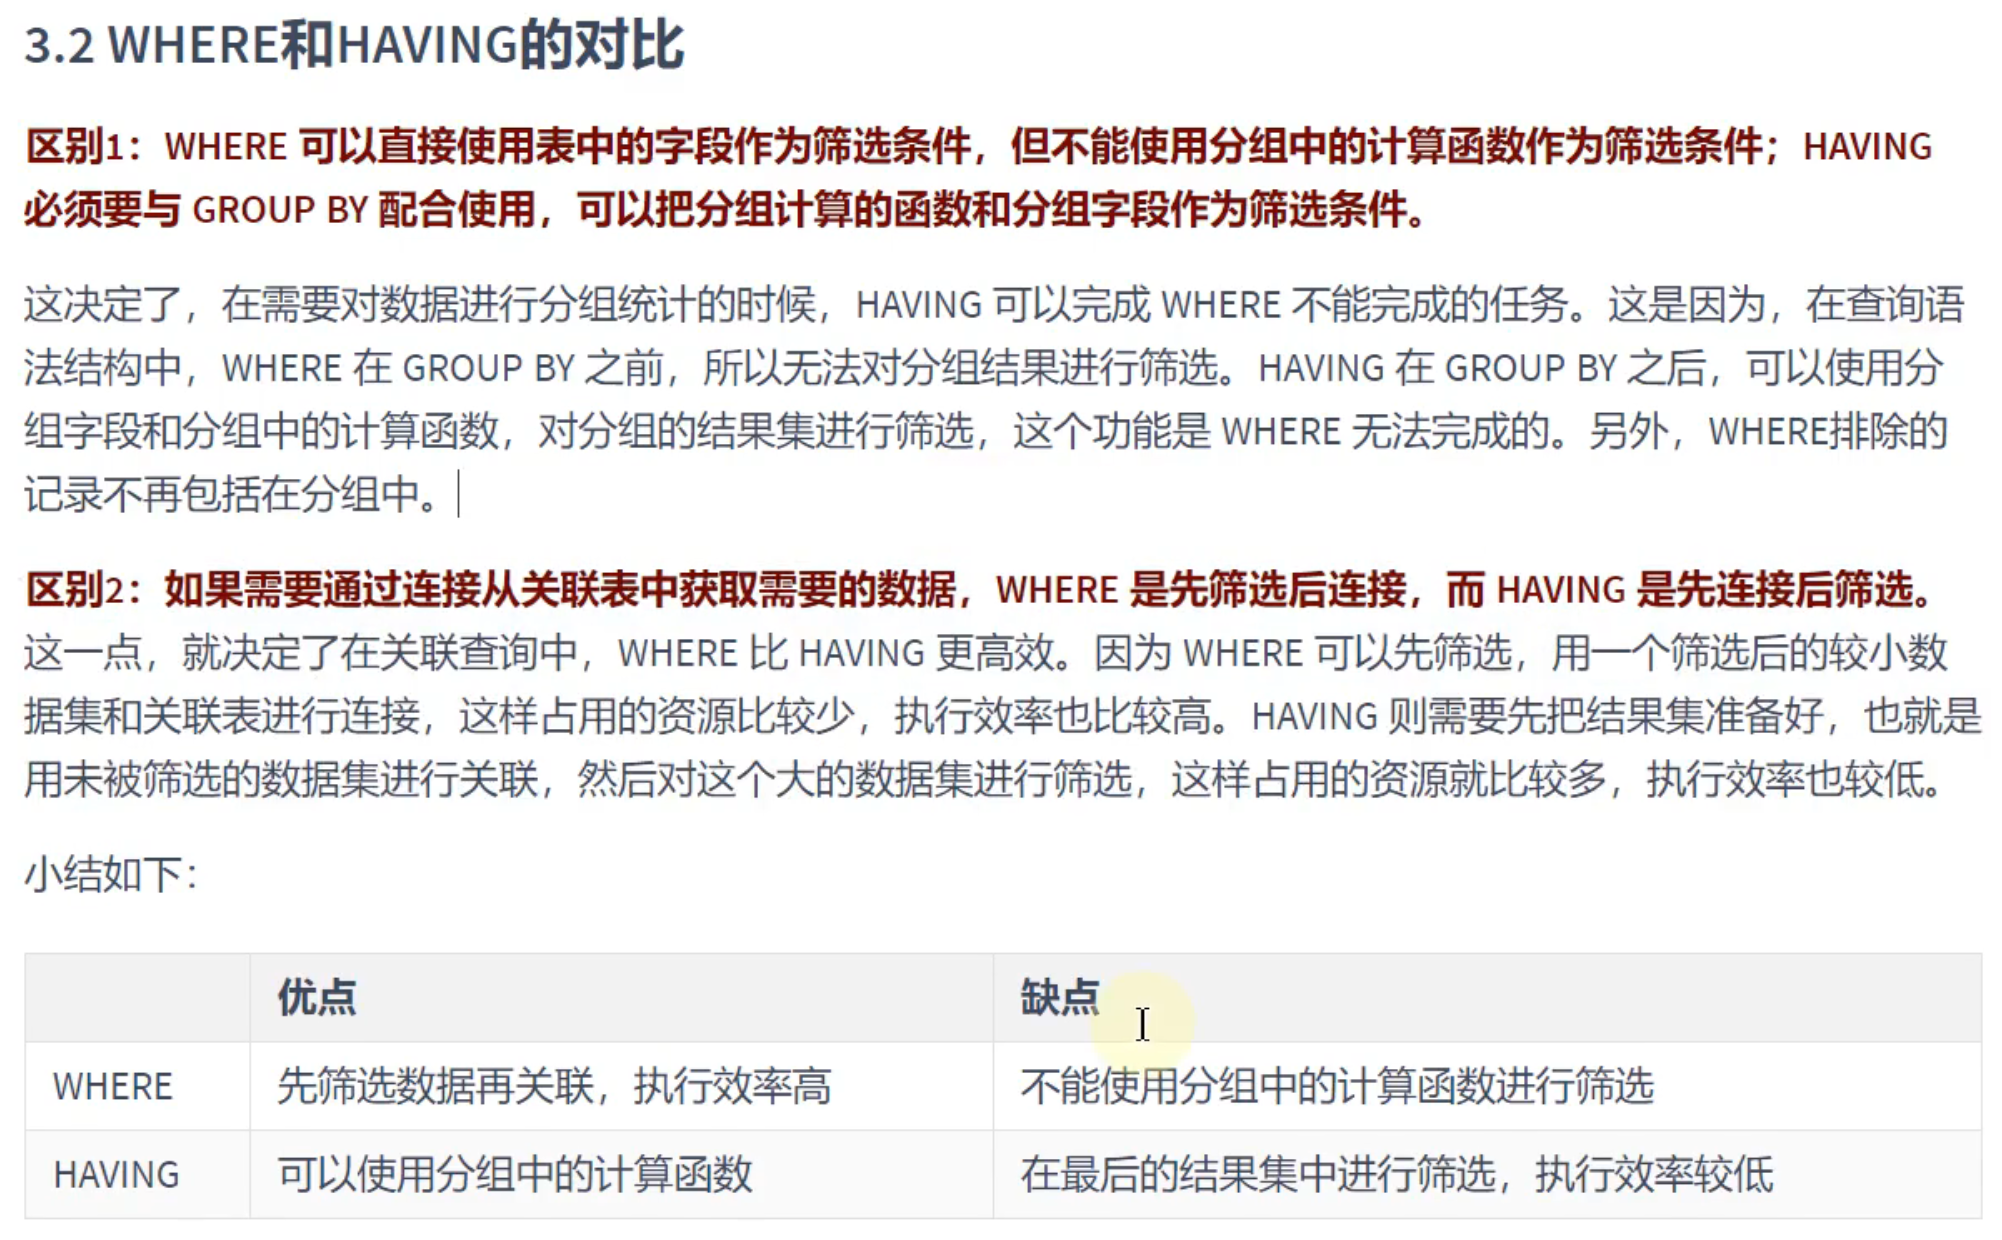 3.2 WHERE和HAVING的对比
区别1：WHERE 可以直接使用表中的字段作为筛选条件，但不能使用分组中的计算函数作为筛选条件；HAVING
必须要与 GROUP BY 配合使用，可以把分组计算的函数和分组字段作为筛选条件。
这决定了，在需要对数据进行分组统计的时候，HAVING 可以完成 WHERE 不能完成的任务。这是因为，在查询语
法结构中，WHERE 在 GROUP BY 之前，所以无法对分组结果进行筛选。HAVING 在 GROUP BY 之后，可以使用分
组字段和分组中的计算函数，对分组的结果集进行筛选，这个功能是 WHERE 无法完成的。另外，WHERE排除的
记录不再包括在分组中。
区别2：如果需要通过连接从关联表中获取需要的数据，WHERE 是先筛选后连接，而 HAVING 是先连接后筛选。
这一点，就决定了在关联查询中，WHERE 比 HAVING 更高效。因为 WHERE 可以先筛选，用一个筛选后的较小数
据集和关联表进行连接，这样占用的资源比较少，执行效率也比较高。HAVING 则需要先把结果集准备好，也就是
用未被筛选的数据集进行关联，然后对这个大的数据集进行筛选，这样占用的资源就比较多，执行效率也较低。
小结如下：
优点 缺点
WHERE 先筛选数据再关联，执行效率高 不能使用分组中的计算函数进行筛选
HAVING 可以使用分组中的计算函数 在最后的结果集中进行筛选，执行效率较低